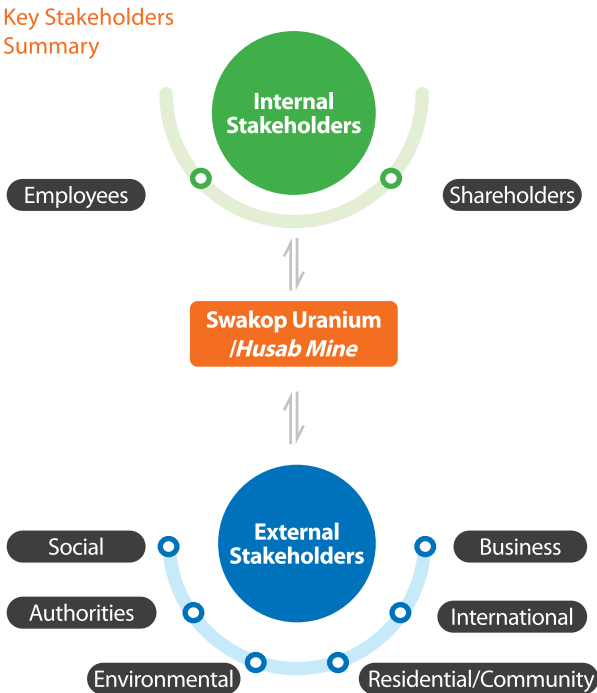 Key Stakeholders
Summary
Internal
Stakeholders
Employees
Shareholders
Swakop Uranium
/Husab Mine
External
Stakeholders
Social
Business
Authorities
International
Environmental
Residential/Community